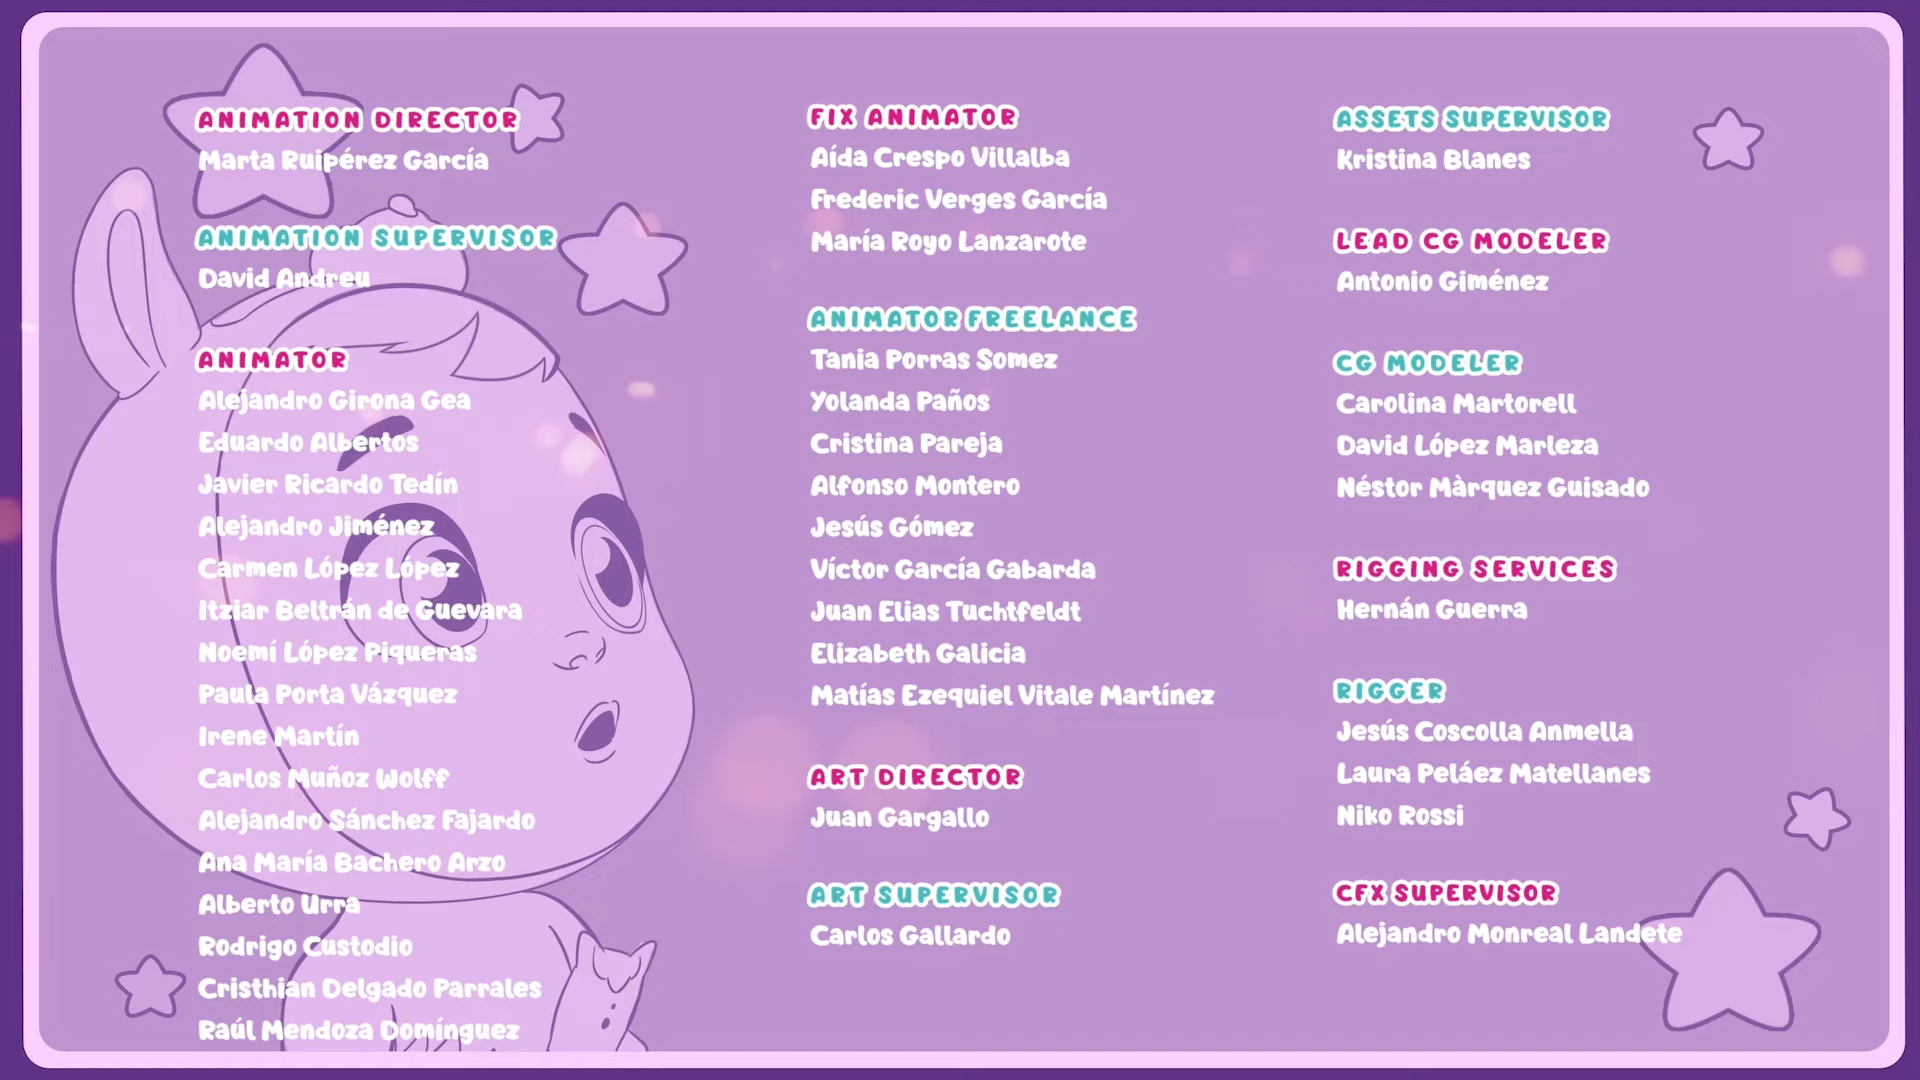 ANIMATION DIRECTOR
Marta Ruipérez García
ANIMATION SUPERVISOR
David Andreu
ANIMATOR
Alejandro Girona Gea
Eduardo Albertos
Javier Ricardo Tedín
Alejandro Jiménez
Carmen López López
Itziar Beltrán de Guevara
Noemí López Piqueras
Paula Porta Vázquez
Irene Martín
Carlos Muñoz Wolff
Alejandro Sánchez Fajardo
Ana María Bachero Arzo
Alberto Urra
Rodrigo Custodio
Cristhian Delgado Parrales
Raúl Mendoza Domínguez
FIX ANIMATOR
Aída Crespo Villalba
Frederic Verges García
María Royo Lanzarote
ANIMATOR FREELANCE
Tania Porras Somez
Yolanda Paños
Cristina Pareja
Alfonso Montero
Jesús Gómez
Víctor García Gabarda
Juan Elias Tuchtfeldt
Elizabeth Galicia
Matías Ezequiel Vitale Martínez
ART DIRECTOR
Juan Gargallo
ART SUPERVISOR
Carlos Gallardo
ASSETS SUPERVISOR
Kristina Blanes
LEAD CG MODELER
Antonio Giménez
CG MODELER
Carolina Martorell
David López Marleza
Néstor Màrquez Guisado
RIGGING SERVICES
Hernán Guerra
RIGGER
Jesús Coscolla Anmella
Laura Peláez Matellanes
Niko Rossi
CFX SUPERVISOR
Alejandro Monreal Landete